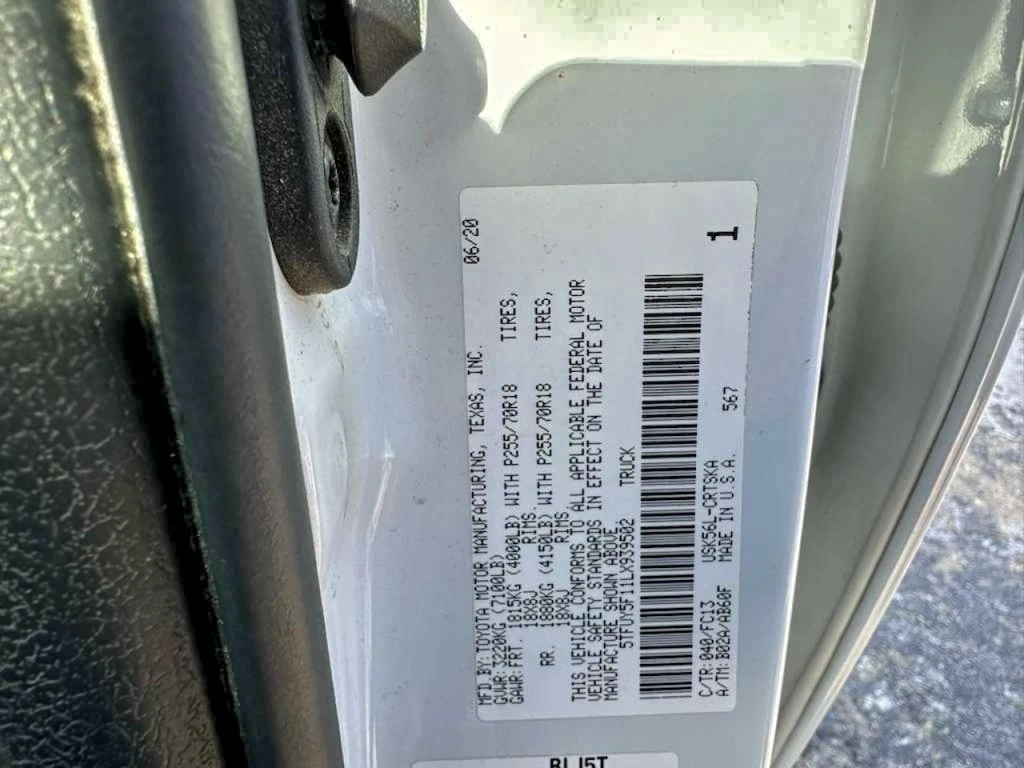 MFD BY: TOYOTA MOTOR MANUFACTURING, TEXAS, INC. 06/20
GVWR: 3220KG (7100LB)
GAWR: FRT. 1815KG (4000LB) WITH P255/70R18 TIRES,
18X8J RIMS
RR. 1880KG (4150LB) WITH P255/70R18 TIRES,
18X8J RIMS
THIS VEHICLE CONFORMS TO ALL APPLICABLE FEDERAL MOTOR
VEHICLE SAFETY STANDARDS IN EFFECT ON THE DATE OF
MANUFACTURE SHOWN ABOVE.
5TFUY5F11LX939502 TRUCK
1
C/TR: 040/FC13 USK56L-CRTSKA 567
A/TM: B02A/AB60F MADE IN U.S.A.